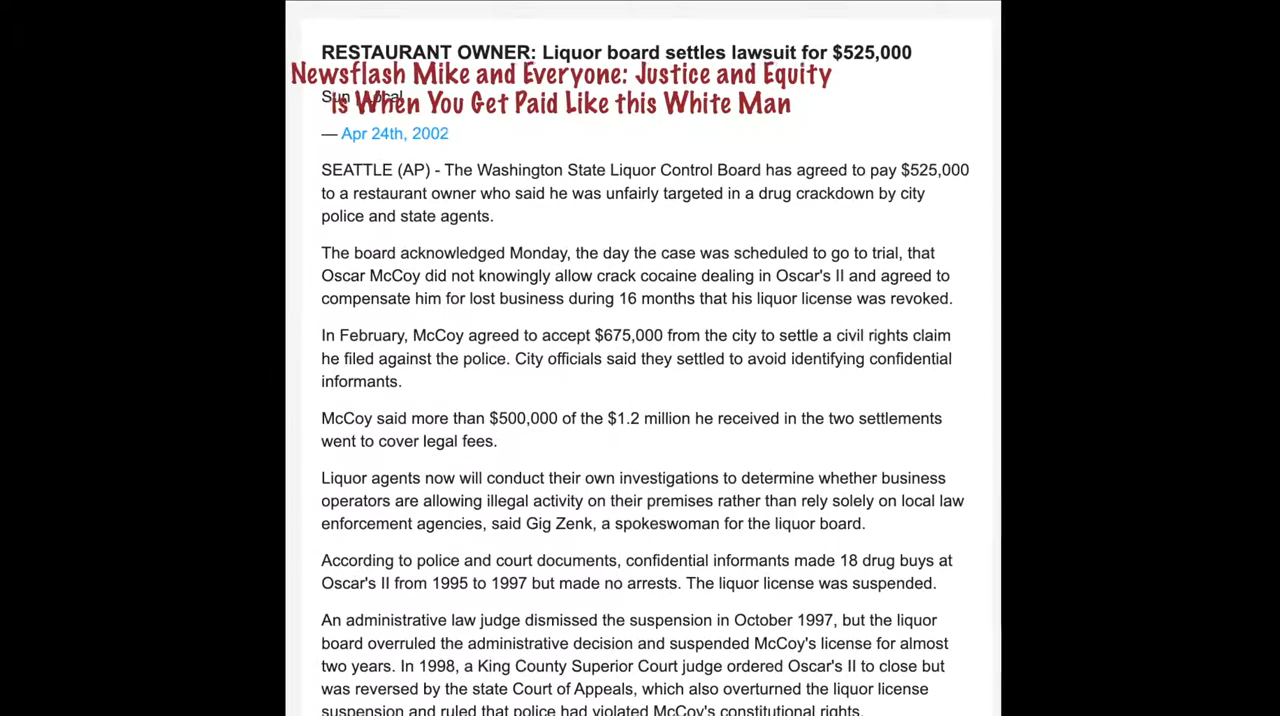 RESTAURANT OWNER: Liquor board settles lawsuit for $525,000
Newsflash Mike and Everyone: Justice and Equity
Sun Local
is When You Get Paid Like this White Man
— Apr 24th, 2002
SEATTLE (AP) - The Washington State Liquor Control Board has agreed to pay $525,000
to a restaurant owner who said he was unfairly targeted in a drug crackdown by city
police and state agents.
The board acknowledged Monday, the day the case was scheduled to go to trial, that
Oscar McCoy did not knowingly allow crack cocaine dealing in Oscar's II and agreed to
compensate him for lost business during 16 months that his liquor license was revoked.
In February, McCoy agreed to accept $675,000 from the city to settle a civil rights claim
he filed against the police. City officials said they settled to avoid identifying confidential
informants.
McCoy said more than $500,000 of the $1.2 million he received in the two settlements
went to cover legal fees.
Liquor agents now will conduct their own investigations to determine whether business
operators are allowing illegal activity on their premises rather than rely solely on local law
enforcement agencies, said Gig Zenk, a spokeswoman for the liquor board.
According to police and court documents, confidential informants made 18 drug buys at
Oscar's II from 1995 to 1997 but made no arrests. The liquor license was suspended.
An administrative law judge dismissed the suspension in October 1997, but the liquor
board overruled the administrative decision and suspended McCoy's license for almost
two years. In 1998, a King County Superior Court judge ordered Oscar's II to close but
was reversed by the state Court of Appeals, which also overturned the liquor license
suspension and ruled that police had violated McCoy's constitutional rights.